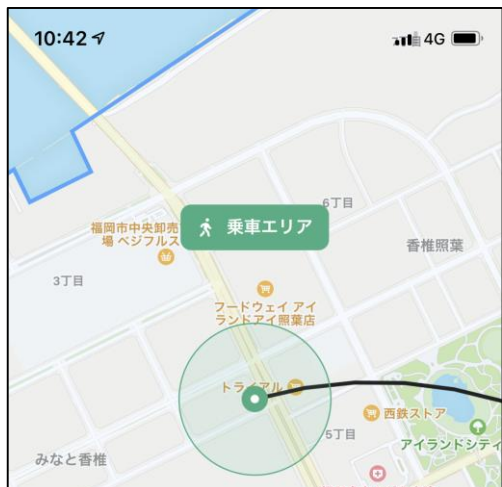 10:42
4G
6丁目
乗車エリア
福岡市中央卸売
場 ベジフルス
香椎照葉
3丁目
フードウェイ アイ
ランドアイ照葉店
トライアル
西鉄ストア
5丁目
アイランドシティ
みなと香椎